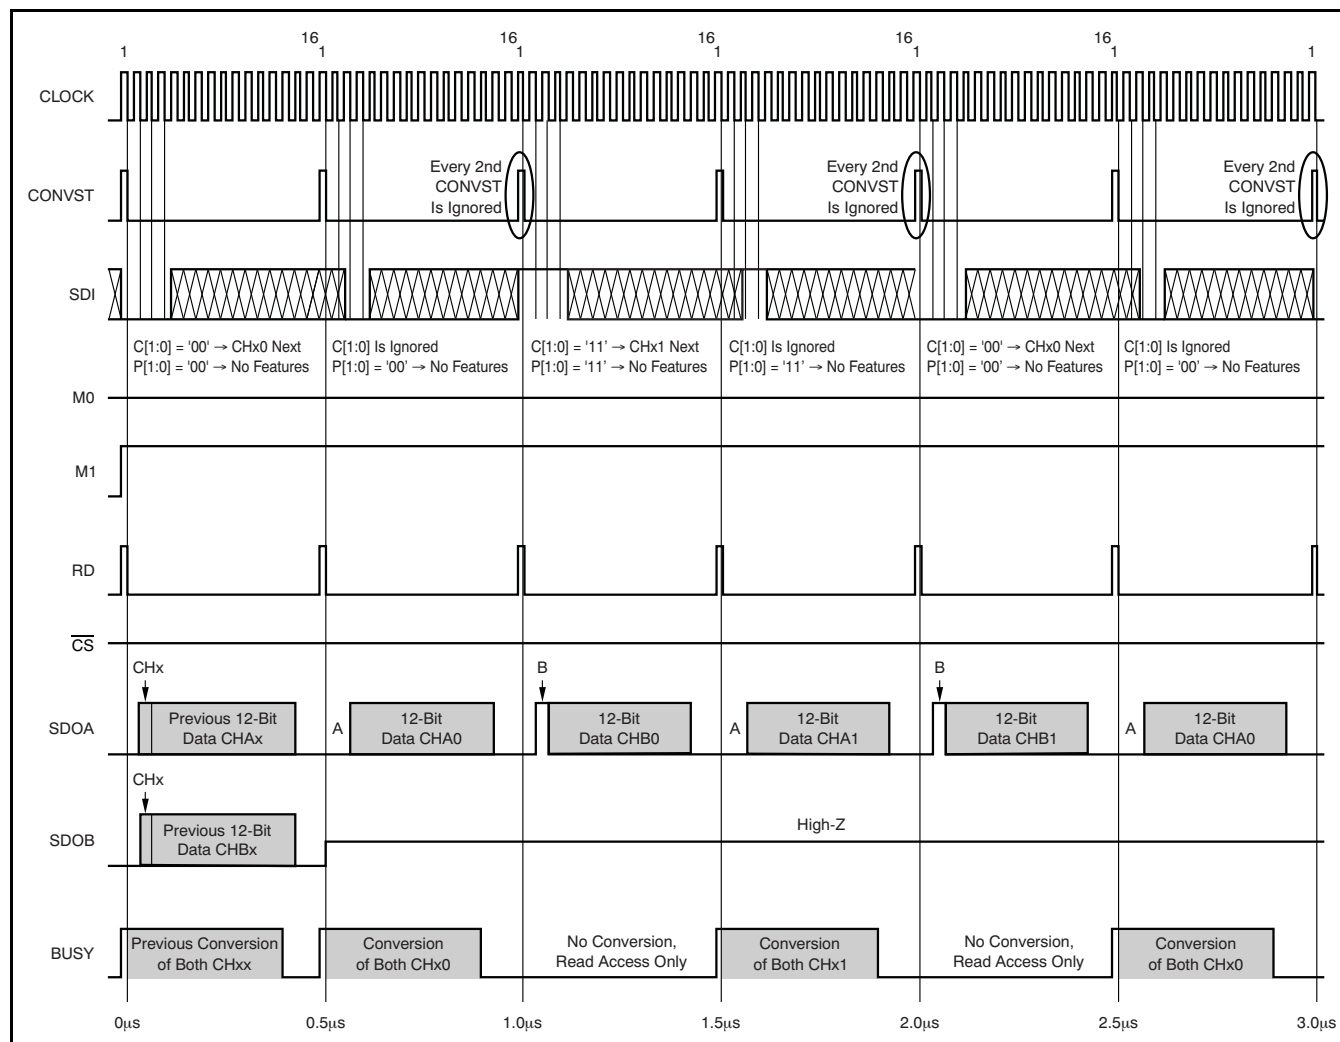 1 16 1 16 1 16 1 16 1 16 1 1
CLOCK
CONVST
Every 2nd
CONVST
Is Ignored
Every 2nd
CONVST
Is Ignored
Every 2nd
CONVST
Is Ignored
SDI
C[1:0] = '00' → CHx0 Next
P[1:0] = '00' → No Features
C[1:0] Is Ignored
P[1:0] = '00' → No Features
C[1:0] = '11' → CHx1 Next
P[1:0] = '11' → No Features
C[1:0] Is Ignored
P[1:0] = '11' → No Features
C[1:0] = '00' → CHx0 Next
P[1:0] = '00' → No Features
C[1:0] Is Ignored
P[1:0] = '00' → No Features
M0
M1
RD
CS
CHx
B
B
SDOA
Previous 12-Bit
Data CHAx
A
12-Bit
Data CHA0
12-Bit
Data CHB0
A
12-Bit
Data CHA1
12-Bit
Data CHB1
A
12-Bit
Data CHA0
CHx
SDOB
Previous 12-Bit
Data CHBx
High-Z
BUSY
Previous Conversion
of Both CHxx
Conversion
of Both CHx0
No Conversion,
Read Access Only
Conversion
of Both CHx1
No Conversion,
Read Access Only
Conversion
of Both CHx0
0µs 0.5µs 1.0µs 1.5µs 2.0µs 2.5µs 3.0µs